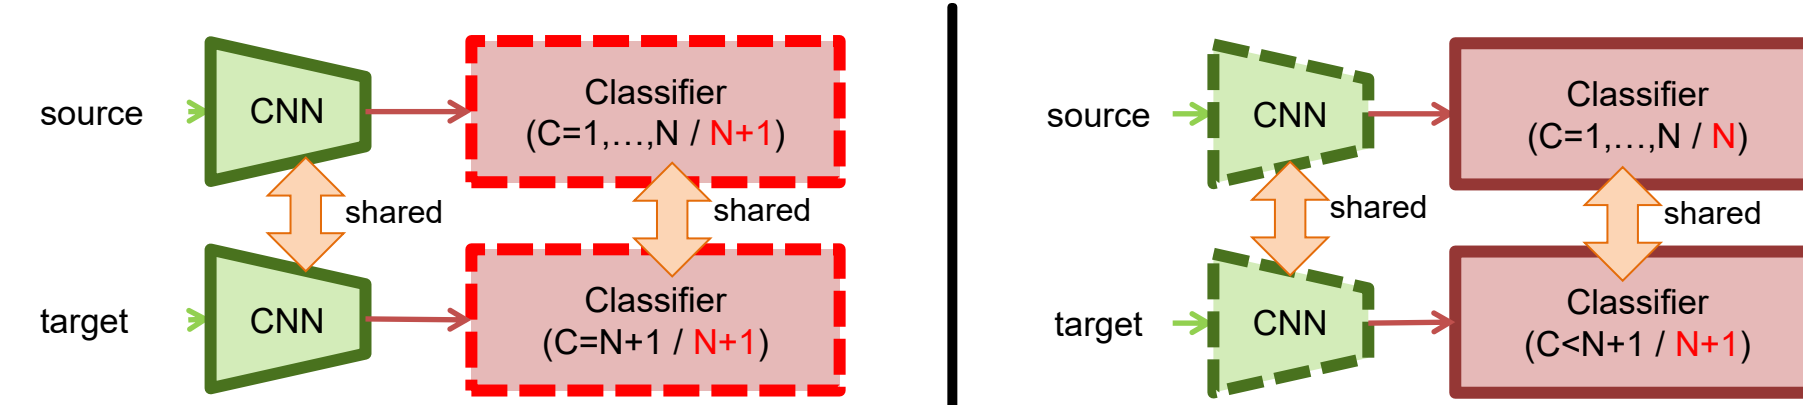 source
CNN
Classifier
(C=1,…,N / N+1)
shared
shared
target
CNN
Classifier
(C=N+1 / N+1)
source
CNN
Classifier
(C=1,…,N / N)
shared
shared
target
CNN
Classifier
(C<N+1 / N+1)